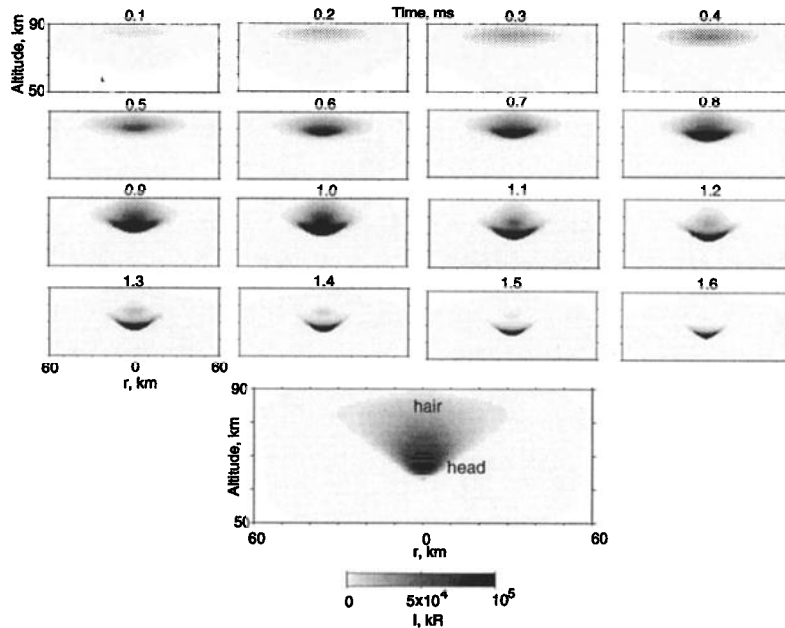 Time, ms
0.1 0.2 0.3 0.4
90
Altitude, km
50
0.5 0.6 0.7 0.8
0.9 1.0 1.1 1.2
1.3 1.4 1.5 1.6
60 0 60
r, km
90
hair
Altitude, km
head
50
60 0 60
r, km
0 5x10⁴ 10⁵
I, kR